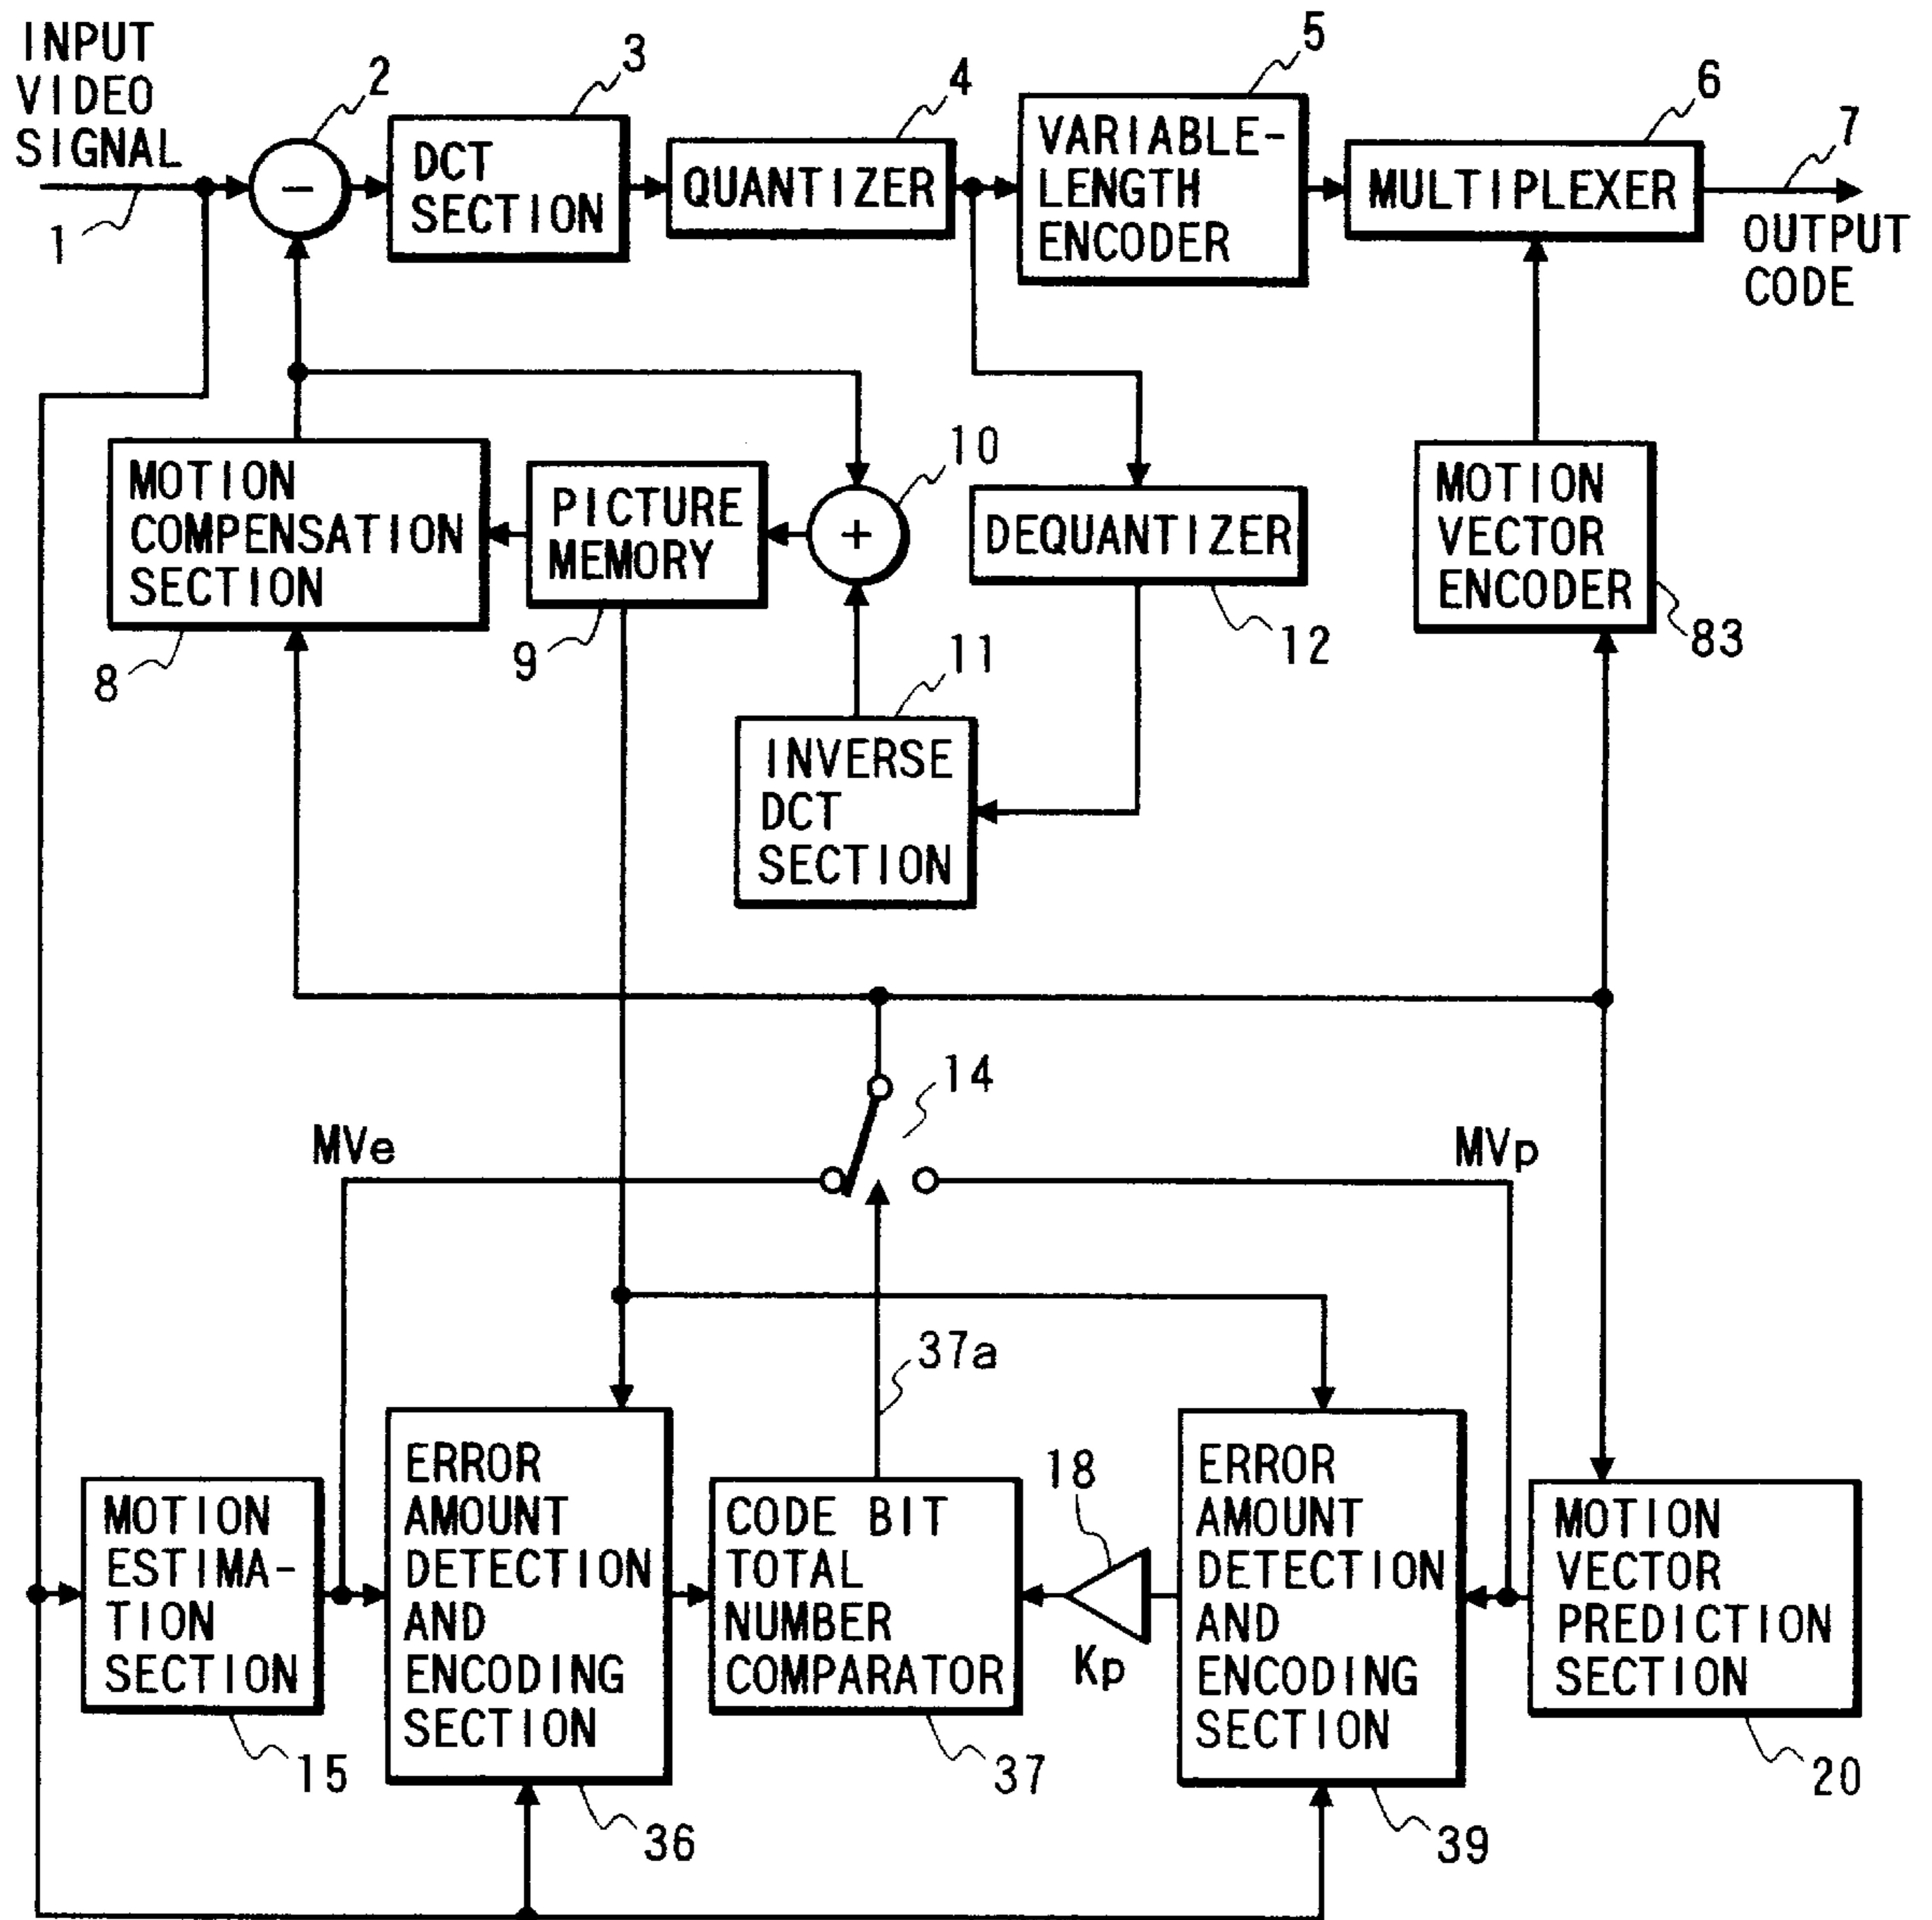 INPUT
VIDEO
SIGNAL
1
2
3
4
5
6
7
−
DCT
SECTION
QUANTIZER
VARIABLE-
LENGTH
ENCODER
MULTIPLEXER
OUTPUT
CODE
MOTION
COMPENSATION
SECTION
8
PICTURE
MEMORY
9
10
+
DEQUANTIZER
12
MOTION
VECTOR
ENCODER
83
11
INVERSE
DCT
SECTION
14
MVe
MVp
37a
MOTION
ESTIMA-
TION
SECTION
15
ERROR
AMOUNT
DETECTION
AND
ENCODING
SECTION
36
CODE BIT
TOTAL
NUMBER
COMPARATOR
37
18
Kp
ERROR
AMOUNT
DETECTION
AND
ENCODING
SECTION
39
MOTION
VECTOR
PREDICTION
SECTION
20